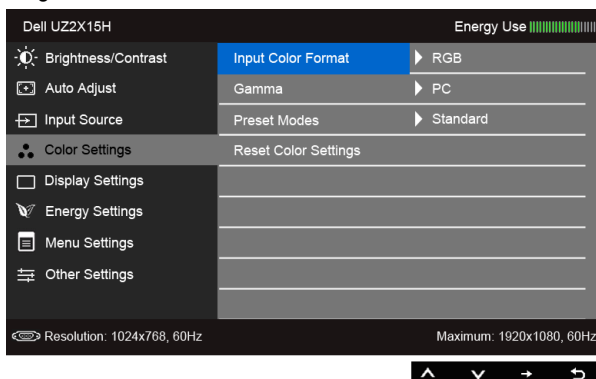 Dell UZ2X15H Energy Use
Brightness/Contrast Input Color Format RGB
Auto Adjust Gamma PC
Input Source Preset Modes Standard
Color Settings Reset Color Settings
Display Settings
Energy Settings
Menu Settings
Other Settings
Resolution: 1024x768, 60Hz Maximum: 1920x1080, 60Hz